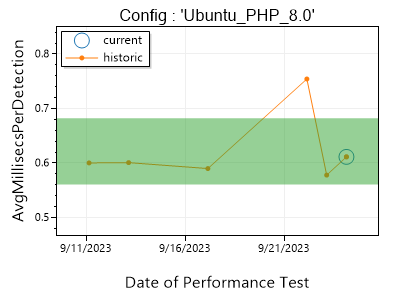 Config : 'Ubuntu_PHP_8.0'
current
historic
AvgMillisecsPerDetection
0.8
0.7
0.6
0.5
9/11/2023
9/16/2023
9/21/2023
Date of Performance Test